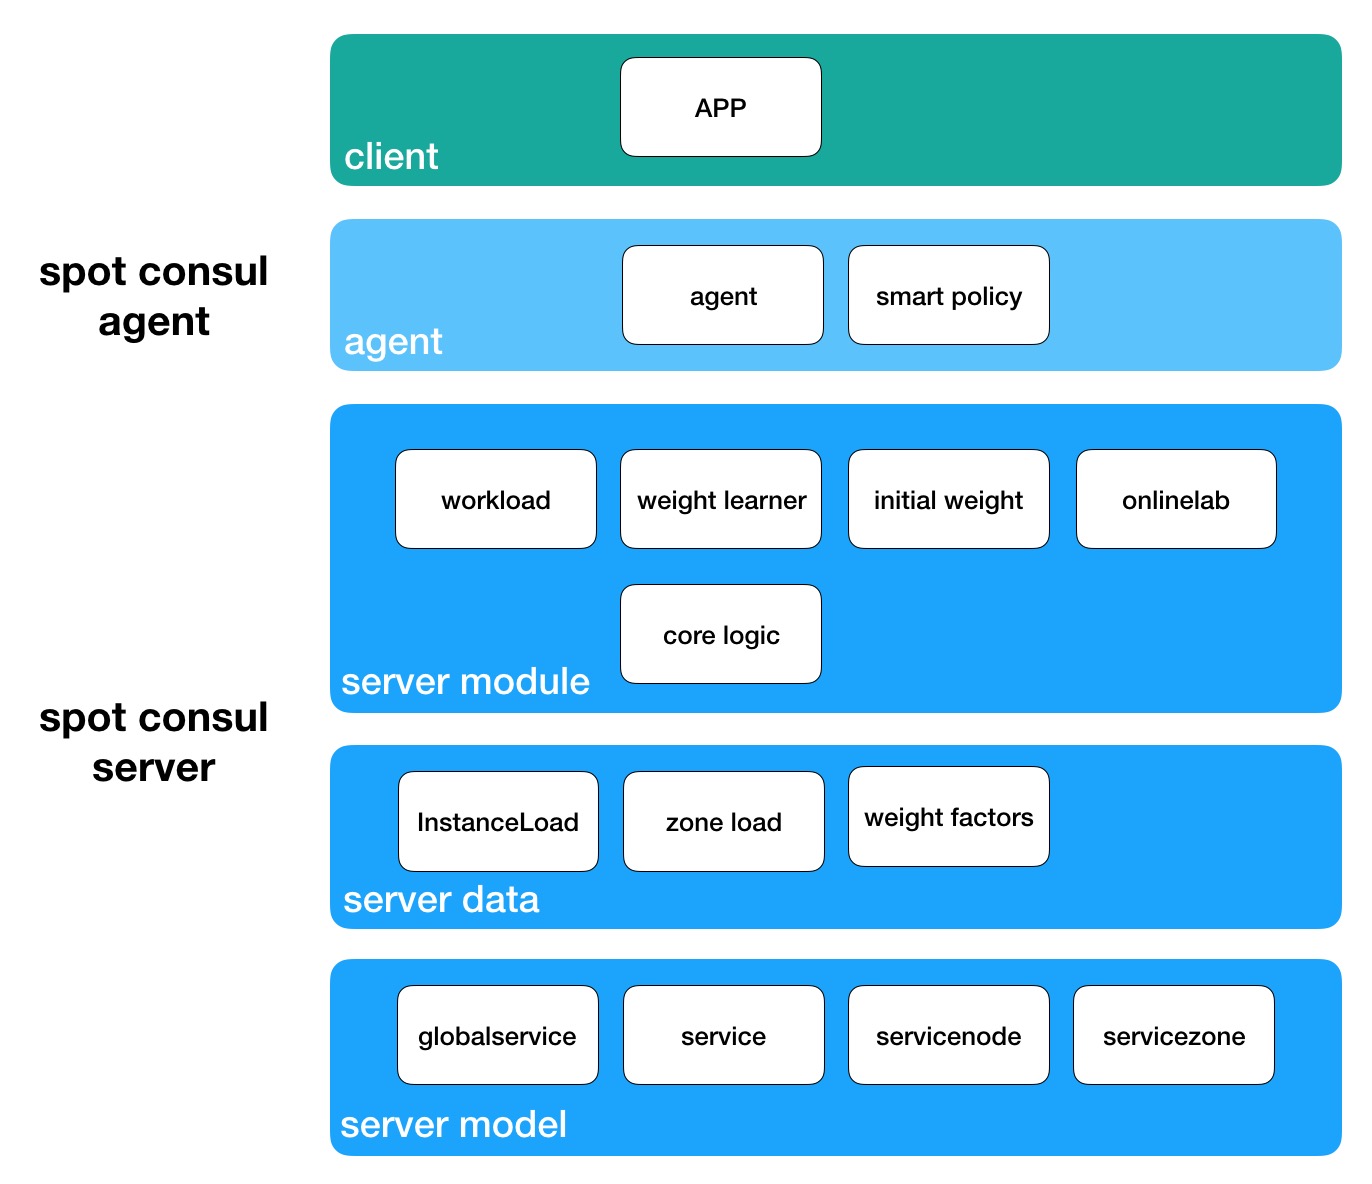 APP
client
spot consul
agent
agent
smart policy
agent
workload
weight learner
initial weight
onlinelab
core logic
server module
spot consul
server
InstanceLoad
zone load
weight factors
server data
globalservice
service
servicenode
servicezone
server model